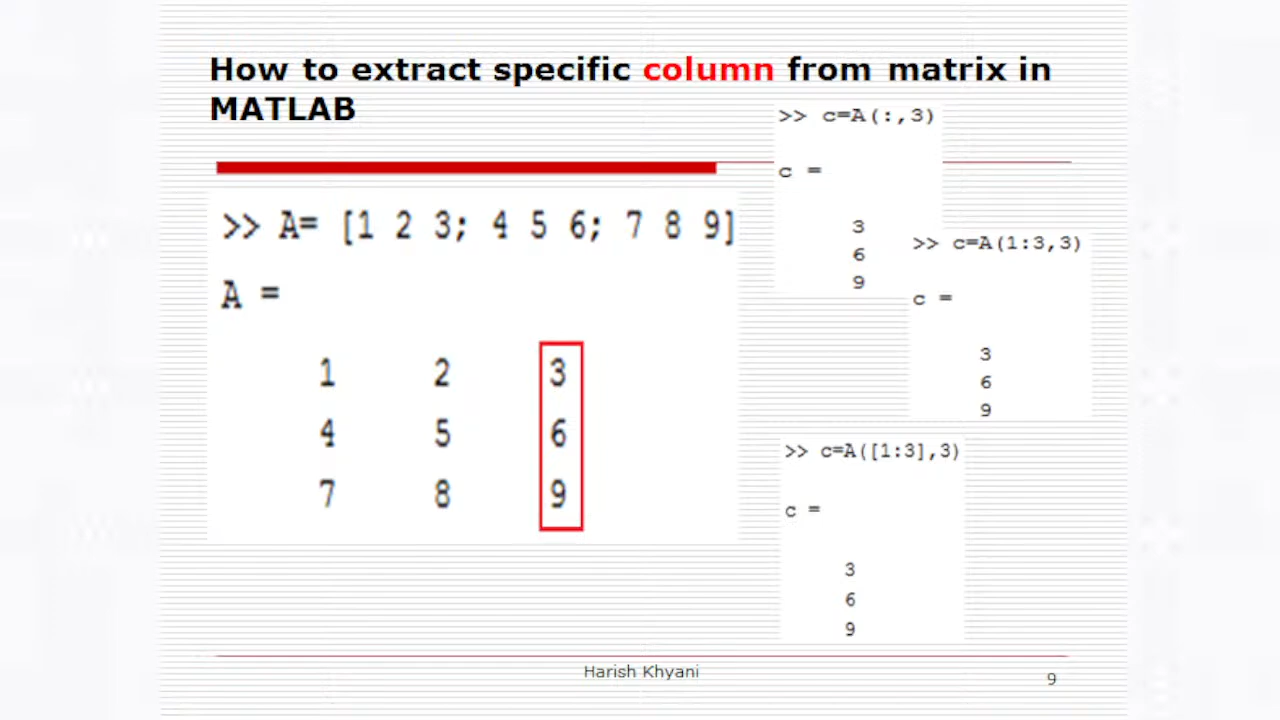 How to extract specific column from matrix in
MATLAB
>> A= [1 2 3; 4 5 6; 7 8 9]
A =
1 2 3
4 5 6
7 8 9
>> c=A(:,3)
c =
3
6
9
>> c=A(1:3,3)
c =
3
6
9
>> c=A([1:3],3)
c =
3
6
9
Harish Khyani
9